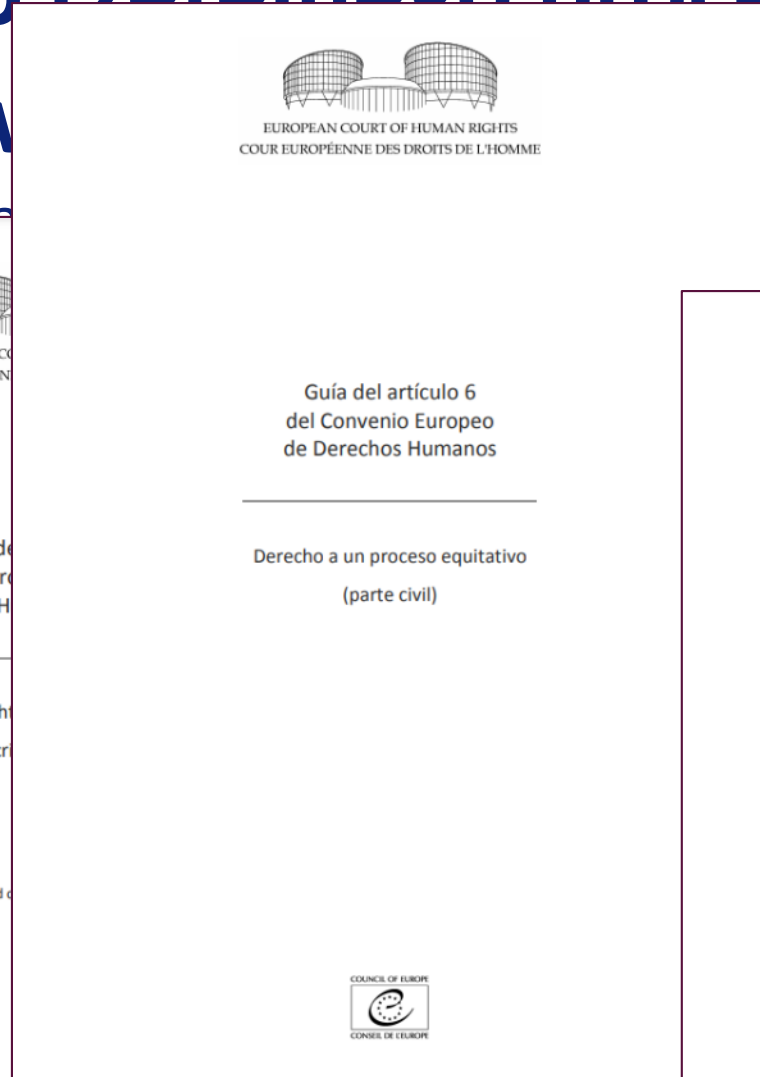 EUROPEAN COURT OF HUMAN RIGHTS
COUR EUROPÉENNE DES DROITS DE L'HOMME
Guía del artículo 6
del Convenio Europeo
de Derechos Humanos
Derecho a un proceso equitativo
(parte civil)
COUNCIL OF EUROPE
CONSEIL DE L'EUROPE